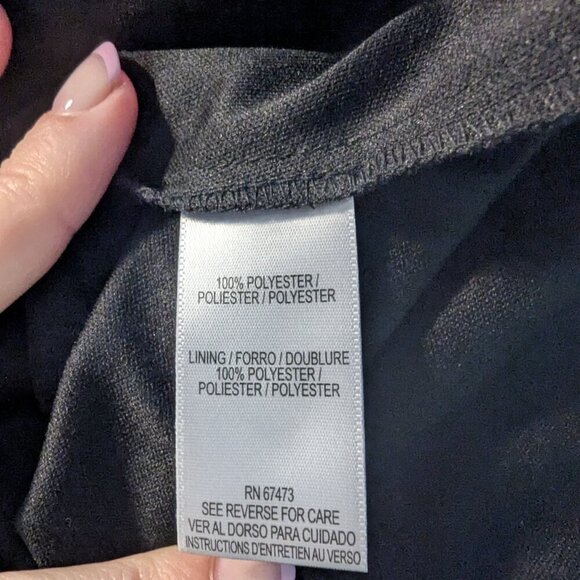 100% POLYESTER /
POLIESTER / POLYESTER
LINING / FORRO / DOUBLURE
100% POLYESTER /
POLIESTER / POLYESTER
RN 67473
SEE REVERSE FOR CARE
VER AL DORSO PARA CUIDADO
INSTRUCTIONS D'ENTRETIEN AU VERSO